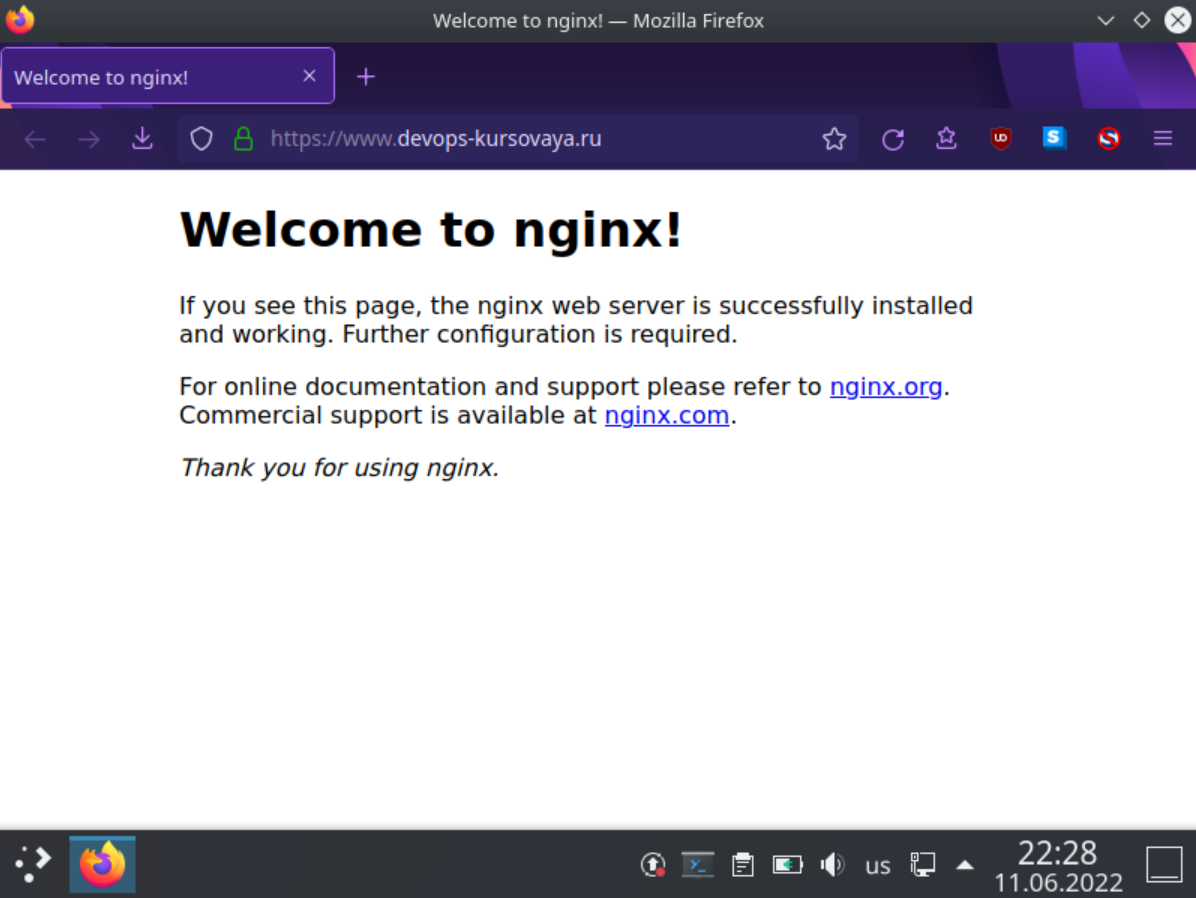 Welcome to nginx! — Mozilla Firefox
Welcome to nginx!
https://www.devops-kursovaya.ru
Welcome to nginx!
If you see this page, the nginx web server is successfully installed
and working. Further configuration is required.
For online documentation and support please refer to nginx.org.
Commercial support is available at nginx.com.
Thank you for using nginx.
us
22:28
11.06.2022